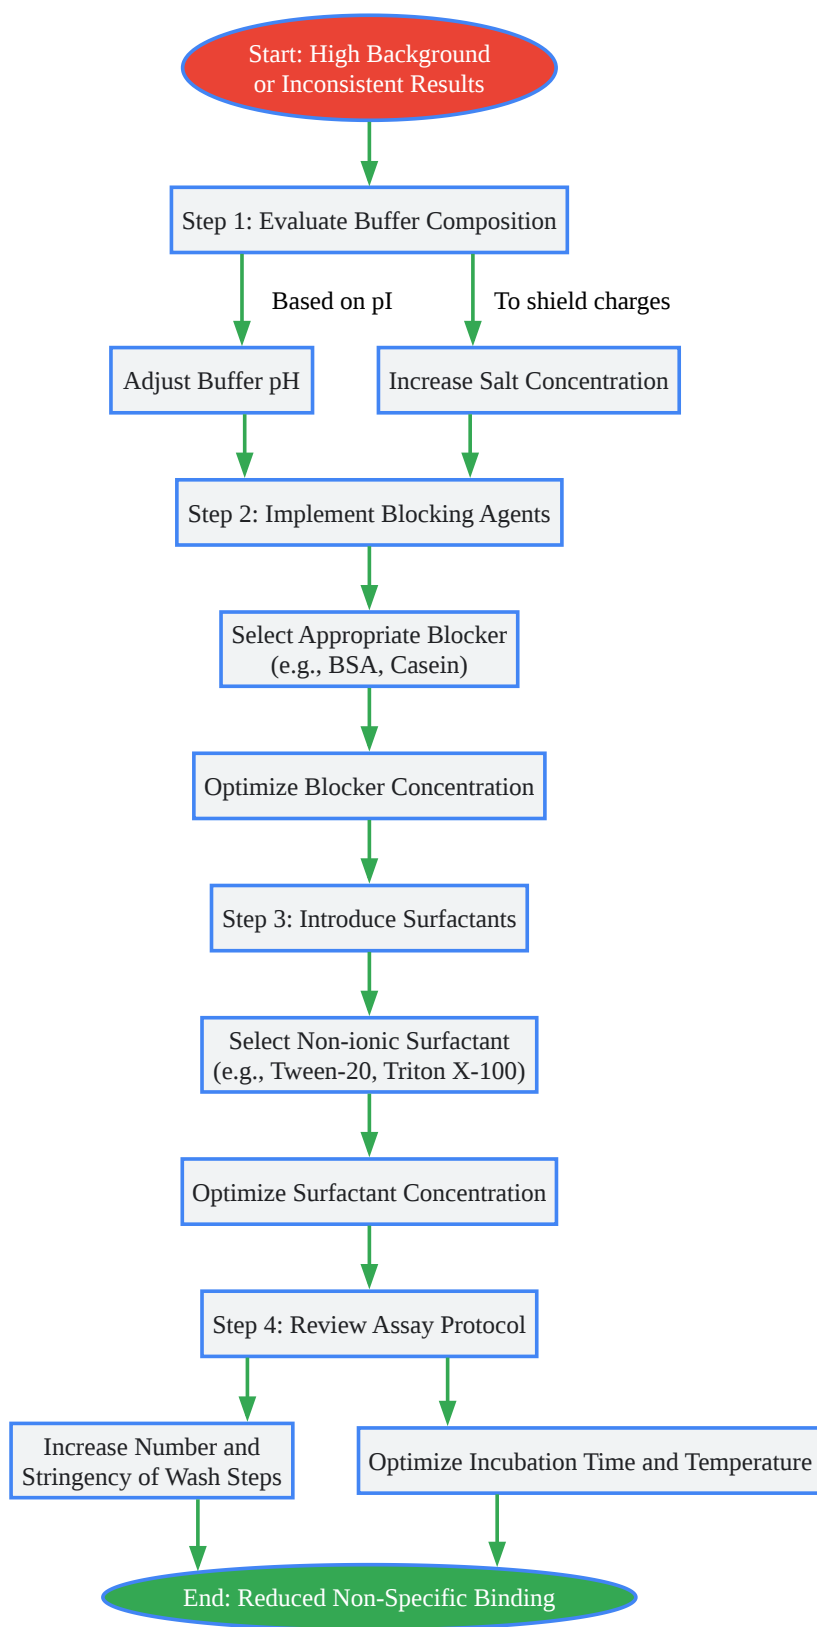 Start: High Background
or Inconsistent Results
Step 1: Evaluate Buffer Composition
Based on pI
To shield charges
Adjust Buffer pH
Increase Salt Concentration
Step 2: Implement Blocking Agents
Select Appropriate Blocker
(e.g., BSA, Casein)
Optimize Blocker Concentration
Step 3: Introduce Surfactants
Select Non-ionic Surfactant
(e.g., Tween-20, Triton X-100)
Optimize Surfactant Concentration
Step 4: Review Assay Protocol
Increase Number and
Stringency of Wash Steps
Optimize Incubation Time and Temperature
End: Reduced Non-Specific Binding